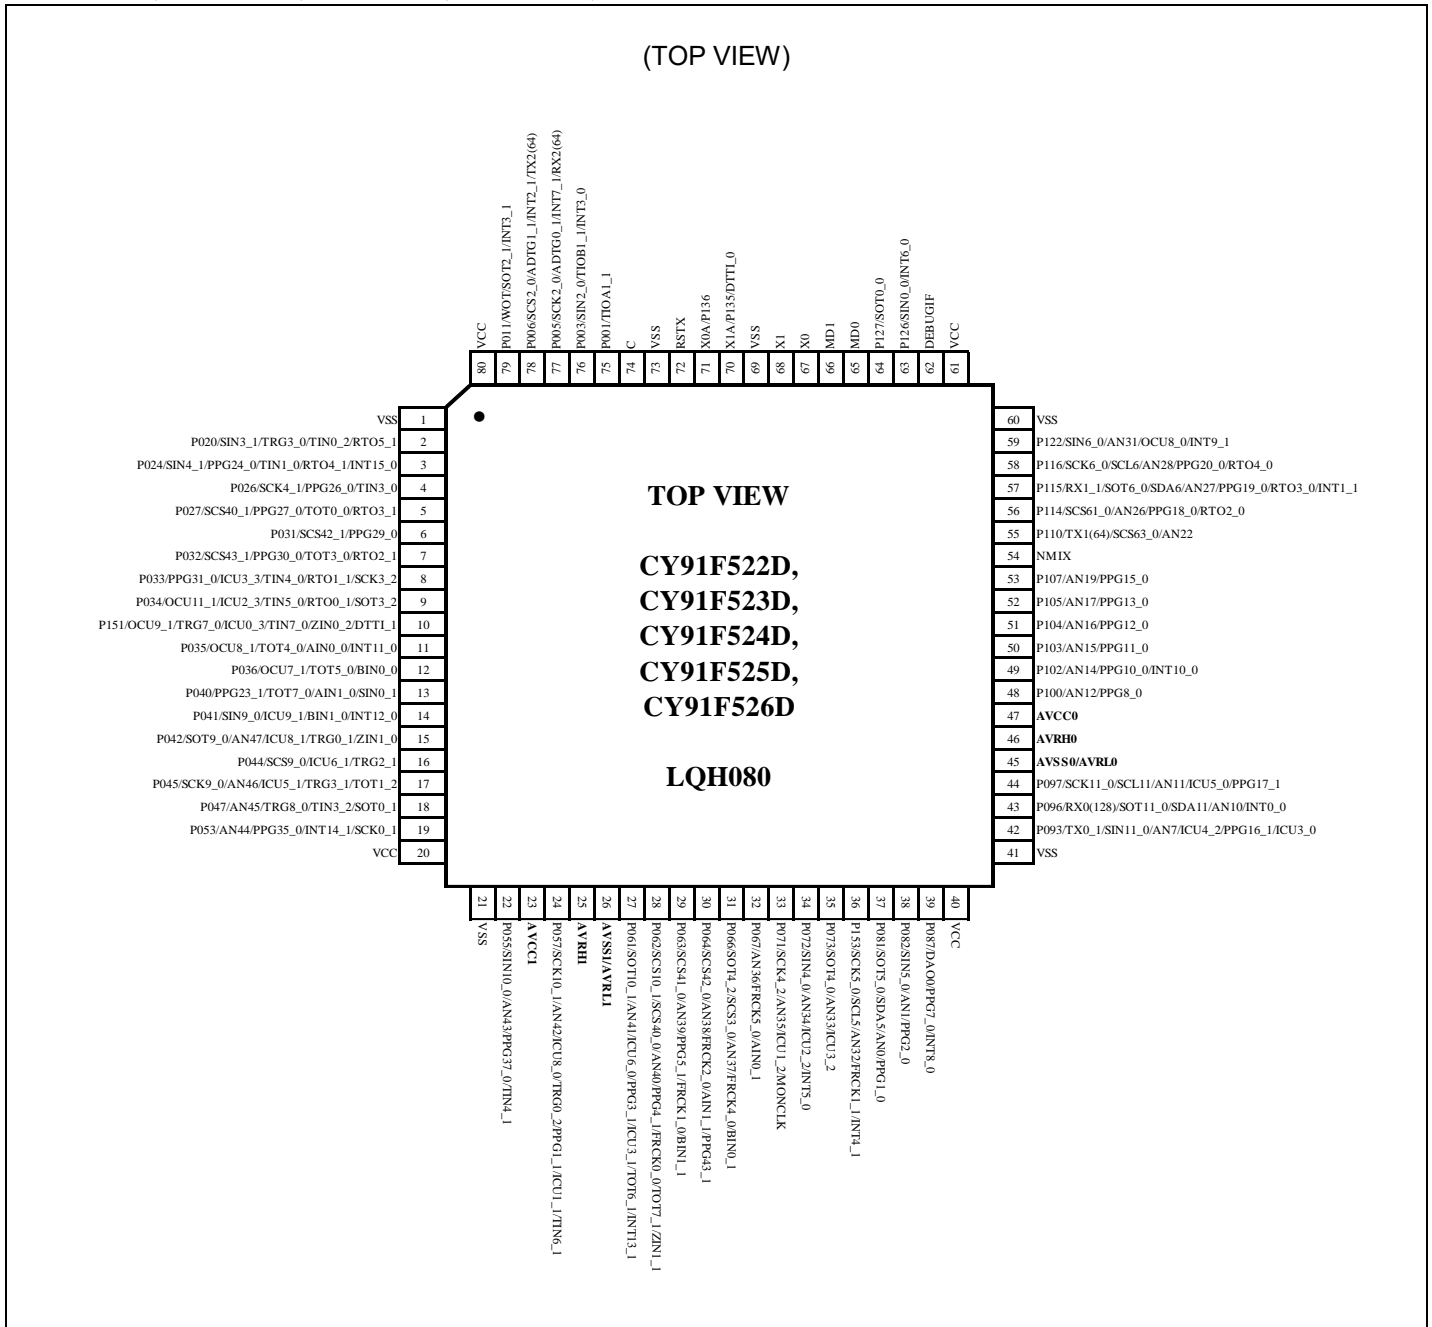 (TOP VIEW)
80 VCC
79 P011/WOT/SOT2_1/INT3_1
78 P006/SCS2_0/ADTG1_1/INT2_1/TX2(64)
77 P005/SCK2_0/ADTG0_1/INT7_1/RX2(64)
76 P003/SIN2_0/TIOB1_1/INT3_0
75 P001/TIOA1_1
74 C
73 VSS
72 RSTX
71 X0A/P136
70 X1A/P135/DTTI_0
69 VSS
68 X1
67 X0
66 MD1
65 MD0
64 P127/SOT0_0
63 P126/SIN0_0/INT6_0
62 DEBUGIF
61 VCC
VSS 1
P020/SIN3_1/TRG3_0/TIN0_2/RTO5_1 2
P024/SIN4_1/PPG24_0/TIN1_0/RTO4_1/INT15_0 3
P026/SCK4_1/PPG26_0/TIN3_0 4
P027/SCS40_1/PPG27_0/TOT0_0/RTO3_1 5
P031/SCS42_1/PPG29_0 6
P032/SCS43_1/PPG30_0/TOT3_0/RTO2_1 7
P033/PPG31_0/ICU3_3/TIN4_0/RTO1_1/SCK3_2 8
P034/OCU11_1/ICU2_3/TIN5_0/RTO0_1/SOT3_2 9
P151/OCU9_1/TRG7_0/ICU0_3/TIN7_0/ZIN0_2/DTTI_1 10
P035/OCU8_1/TOT4_0/AIN0_0/INT11_0 11
P036/OCU7_1/TOT5_0/BIN0_0 12
P040/PPG23_1/TOT7_0/AIN1_0/SIN0_1 13
P041/SIN9_0/ICU9_1/BIN1_0/INT12_0 14
P042/SOT9_0/AN47/ICU8_1/TRG0_1/ZIN1_0 15
P044/SCS9_0/ICU6_1/TRG2_1 16
P045/SCK9_0/AN46/ICU5_1/TRG3_1/TOT1_2 17
P047/AN45/TRG8_0/TIN3_2/SOT0_1 18
P053/AN44/PPG35_0/INT14_1/SCK0_1 19
VCC 20
TOP VIEW
CY91F522D,
CY91F523D,
CY91F524D,
CY91F525D,
CY91F526D
LQH080
60 VSS
59 P122/SIN6_0/AN31/OCU8_0/INT9_1
58 P116/SCK6_0/SCL6/AN28/PPG20_0/RTO4_0
57 P115/RX1_1/SOT6_0/SDA6/AN27/PPG19_0/RTO3_0/INT1_1
56 P114/SCS61_0/AN26/PPG18_0/RTO2_0
55 P110/TX1(64)/SCS63_0/AN22
54 NMIX
53 P107/AN19/PPG15_0
52 P105/AN17/PPG13_0
51 P104/AN16/PPG12_0
50 P103/AN15/PPG11_0
49 P102/AN14/PPG10_0/INT10_0
48 P100/AN12/PPG8_0
47 AVCC0
46 AVRH0
45 AVSS0/AVRL0
44 P097/SCK11_0/SCL11/AN11/ICU5_0/PPG17_1
43 P096/RX0(128)/SOT11_0/SDA11/AN10/INT0_0
42 P093/TX0_1/SIN11_0/AN7/ICU4_2/PPG16_1/ICU3_0
41 VSS
21 VSS
22 P055/SIN10_0/AN43/PPG37_0/TIN4_1
23 AVCC1
24 P057/SCK10_1/AN42/ICU8_0/TRG0_2/PPG1_1/ICU1_1/TIN6_1
25 AVRH1
26 AVSS1/AVRL1
27 P061/SOT10_1/AN41/ICU6_0/PPG3_1/ICU3_1/TOT6_1/INT13_1
28 P062/SCS10_1/SCS40_0/AN40/PPG4_1/FRCK0_0/TOT7_1/ZIN1_1
29 P063/SCS41_0/AN39/PPG5_1/FRCK1_0/BIN1_1
30 P064/SCS42_0/AN38/FRCK2_0/AIN1_1/PPG43_1
31 P066/SOT4_2/SCS3_0/AN37/FRCK4_0/BIN0_1
32 P067/AN36/FRCK5_0/AIN0_1
33 P071/SCK4_2/AN35/ICU1_2/MONCLK
34 P072/SIN4_0/AN34/ICU2_2/INT5_0
35 P073/SOT4_0/AN33/ICU3_2
36 P153/SCK5_0/SCL5/AN32/FRCK1_1/INT4_1
37 P081/SOT5_0/SDA5/AN0/PPG1_0
38 P082/SIN5_0/AN1/PPG2_0
39 P087/DAO0/PPG7_0/INT8_0
40 VCC